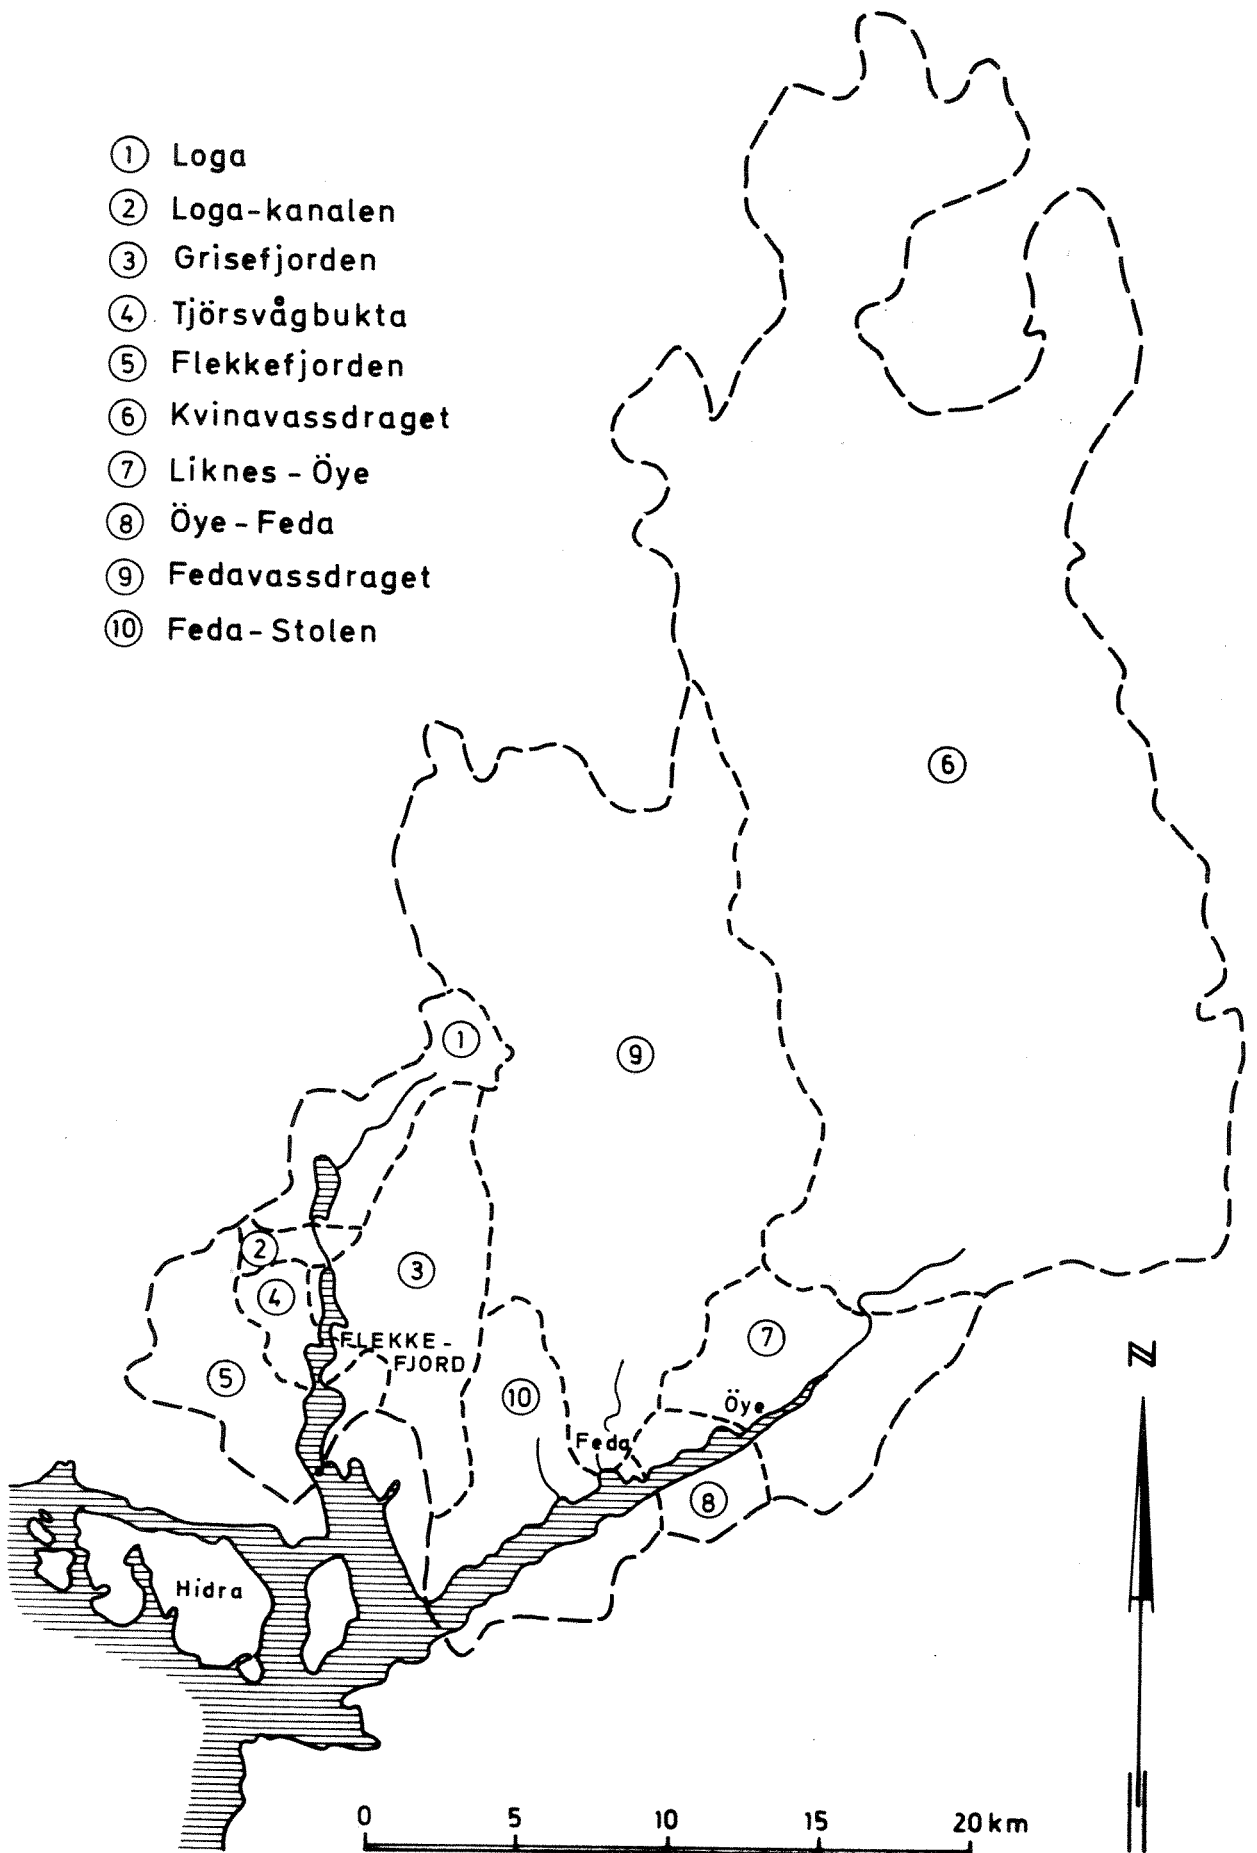 ① Loga
② Loga-kanalen
③ Grisefjorden
④ Tjörsvågbukta
⑤ Flekkefjorden
⑥ Kvinavassdraget
⑦ Liknes - Öye
⑧ Öye - Feda
⑨ Fedavassdraget
⑩ Feda - Stolen
⑥
①
⑨
②
③
④
⑦
FLEKKE-
FJORD
N
⑤
⑩
Öye
Feda
⑧
Hidra
0 5 10 15 20 km